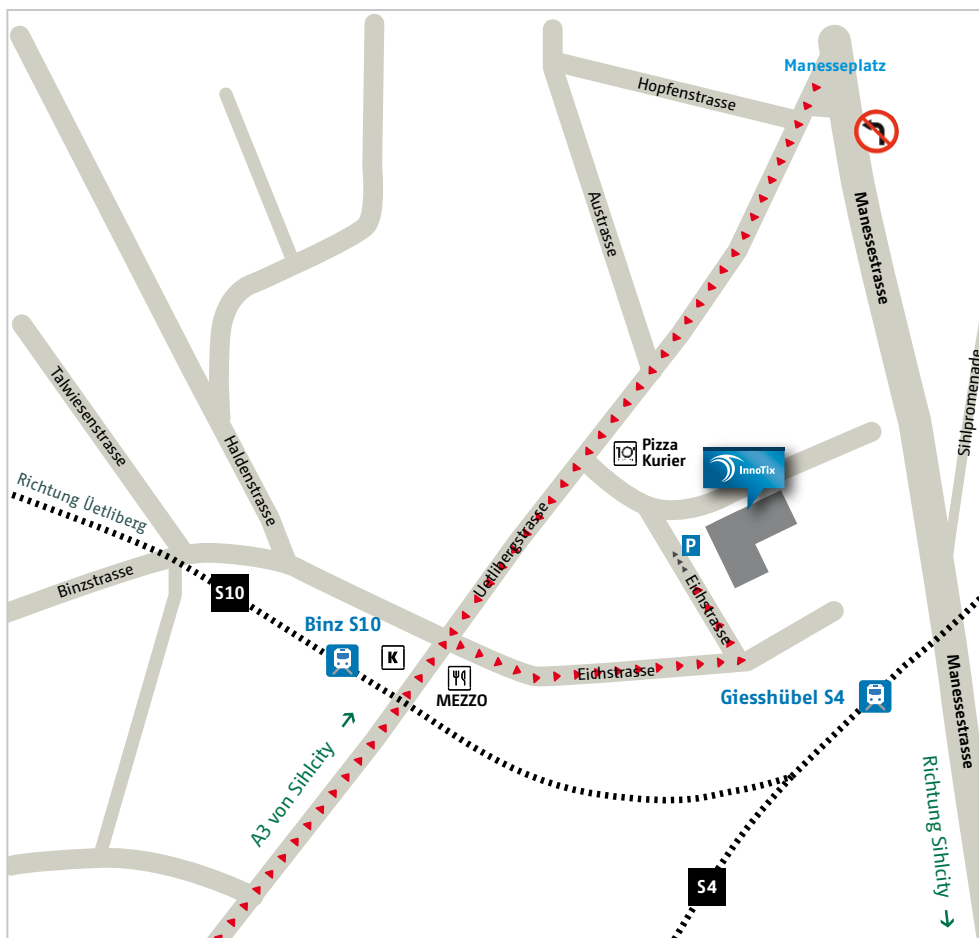 Manesseplatz
Hopfenstrasse
Austrasse
Manessestrasse
Sihlpromenade
Talwiesenstrasse
Haldenstrasse
Pizza
Kurier
InnoTix
Richtung Üetliberg
Uetlibergstrasse
P
Binzstrasse
S10
Eichstrasse
Binz S10
K
Eichstrasse
MEZZO
Giesshübel S4
Manessestrasse
A3 von Sihlcity
Richtung Sihlcity
S4